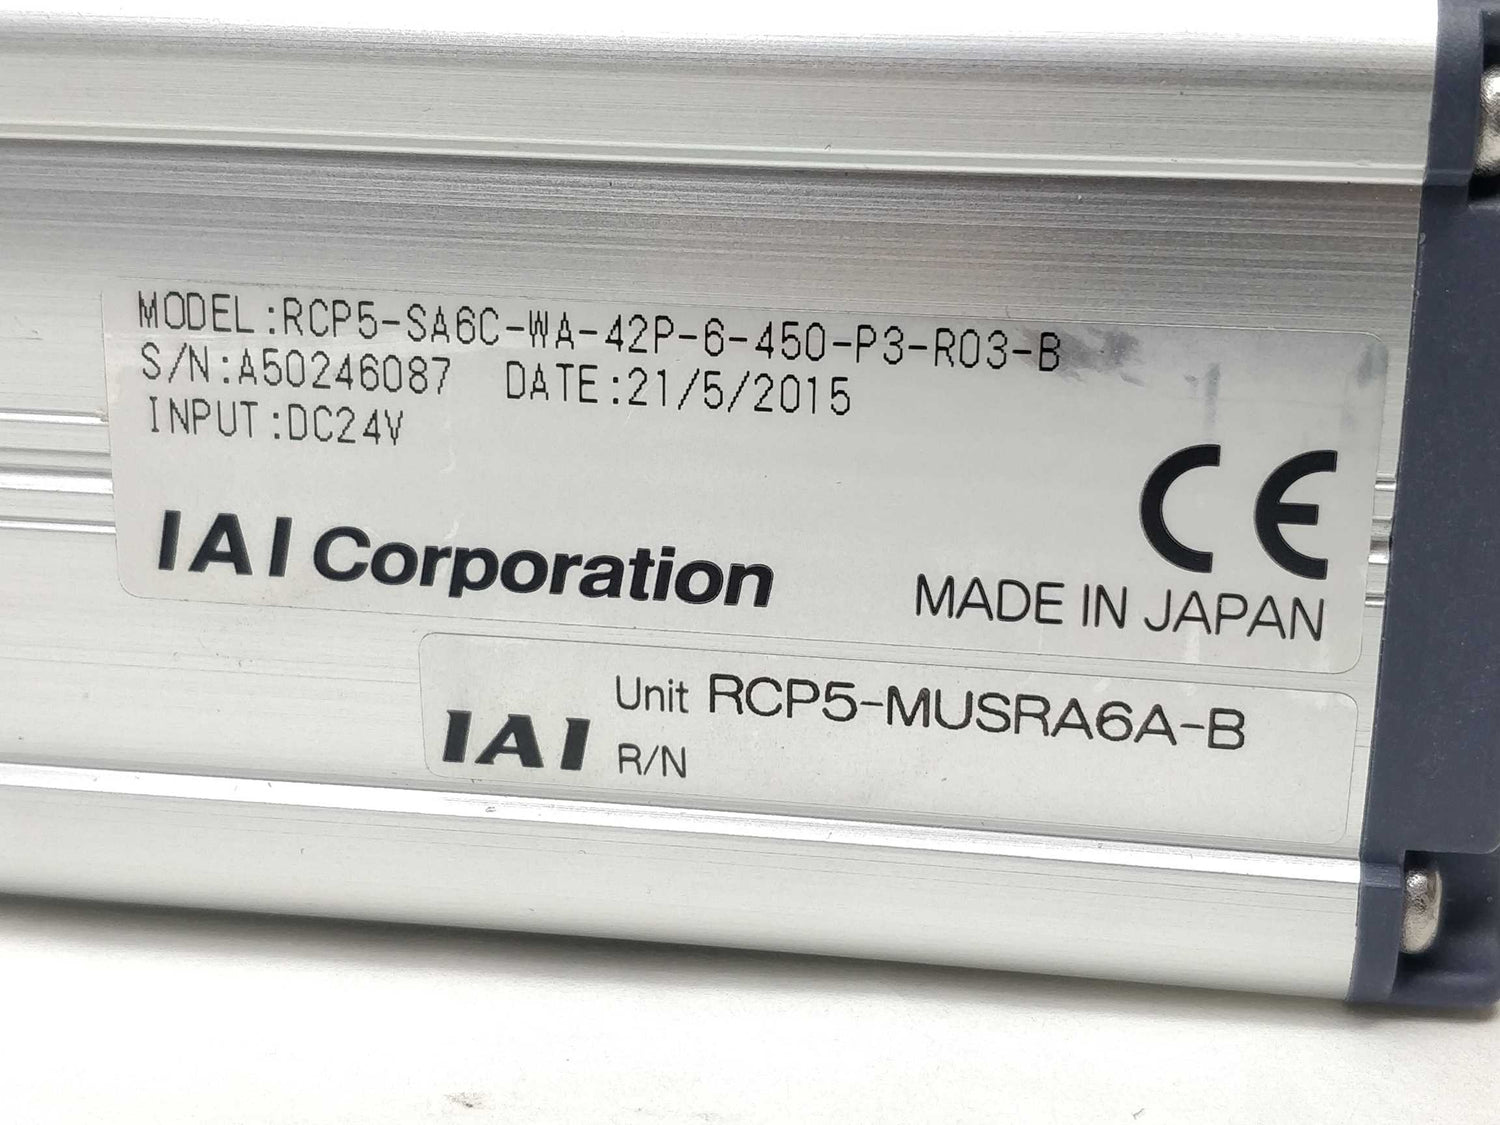 MODEL:RCP5-SA6C-WA-42P-6-450-P3-R03-B
S/N:A50246087 DATE:21/5/2015
INPUT:DC24V
CE
IAI Corporation
MADE IN JAPAN
Unit RCP5-MUSRA6A-B
IAI
R/N